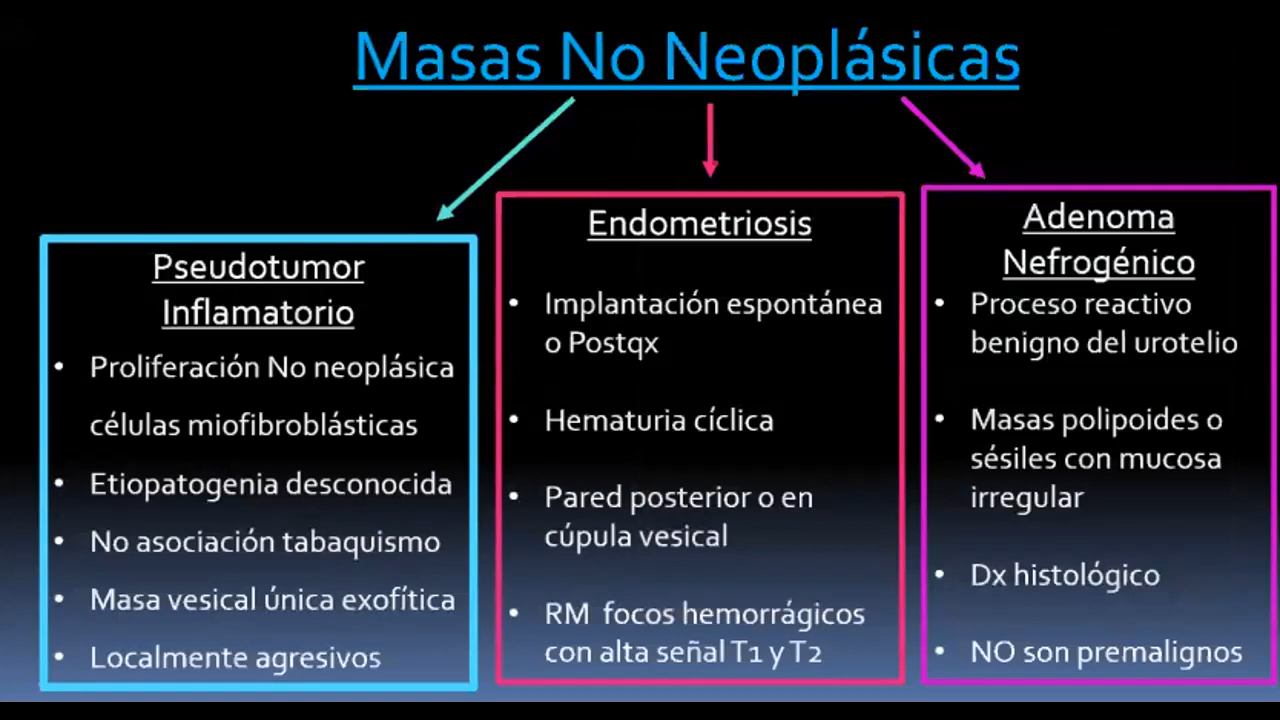 Masas No Neoplásicas
Pseudotumor
Inflamatorio
• Proliferación No neoplásica
células miofibroblásticas
• Etiopatogenia desconocida
• No asociación tabaquismo
• Masa vesical única exofítica
• Localmente agresivos
Endometriosis
• Implantación espontánea
o Postqx
• Hematuria cíclica
• Pared posterior o en
cúpula vesical
• RM focos hemorrágicos
con alta señal T1 y T2
Adenoma
Nefrogénico
• Proceso reactivo
benigno del urotelio
• Masas polipoides o
sésiles con mucosa
irregular
• Dx histológico
• NO son premalignos